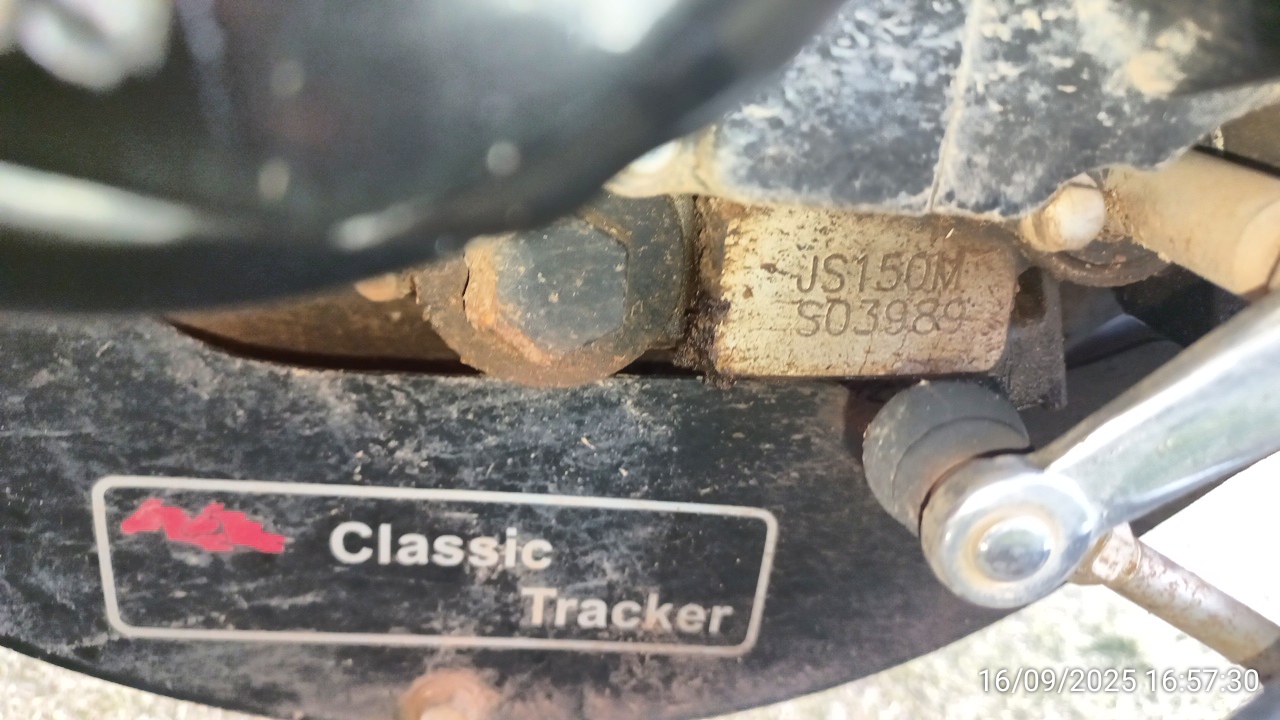 JS150M
S03989
Classic
Tracker
16/09/2025 16:57:30